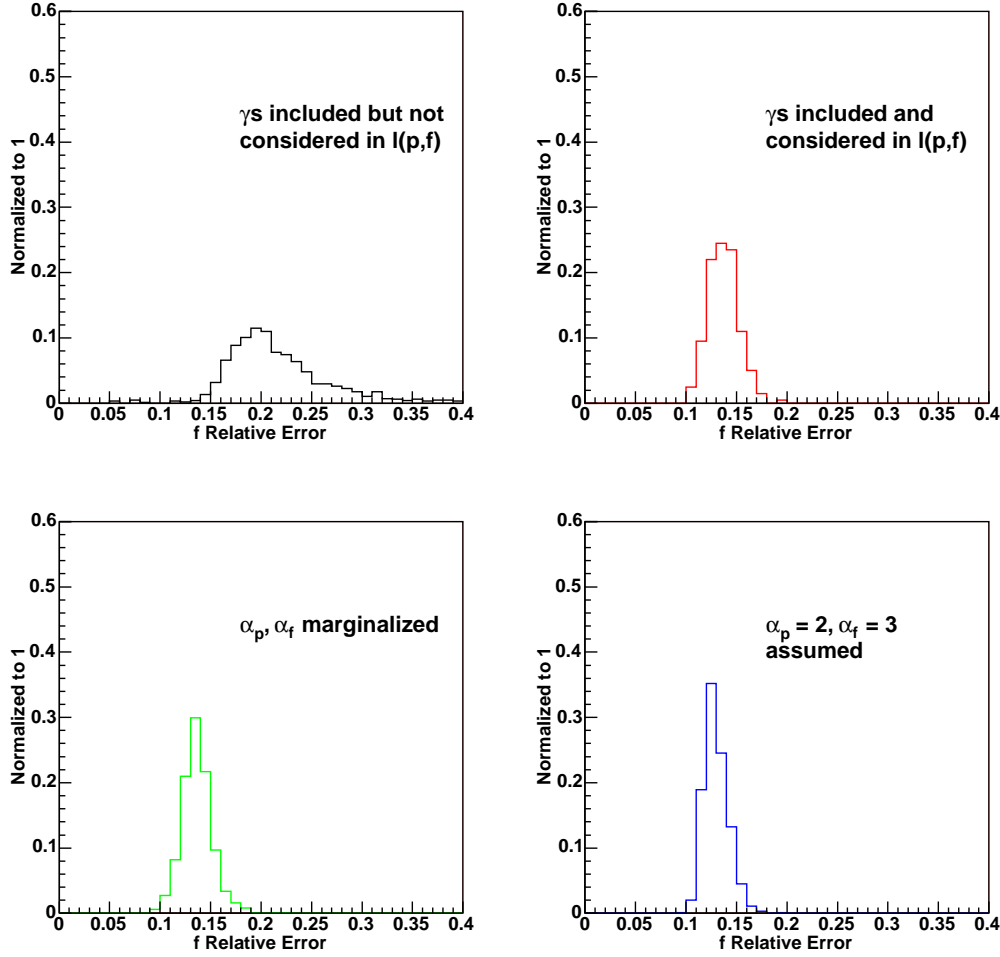 0.6
0.5
0.4
0.3
0.2
0.1
0
Normalized to 1
γs included but not
considered in l(p,f)
0 0.05 0.1 0.15 0.2 0.25 0.3 0.35 0.4
f Relative Error
0.6
0.5
0.4
0.3
0.2
0.1
0
Normalized to 1
γs included and
considered in l(p,f)
0 0.05 0.1 0.15 0.2 0.25 0.3 0.35 0.4
f Relative Error
0.6
0.5
0.4
0.3
0.2
0.1
0
Normalized to 1
αp, αf marginalized
0 0.05 0.1 0.15 0.2 0.25 0.3 0.35 0.4
f Relative Error
0.6
0.5
0.4
0.3
0.2
0.1
0
Normalized to 1
αp = 2, αf = 3
assumed
0 0.05 0.1 0.15 0.2 0.25 0.3 0.35 0.4
f Relative Error